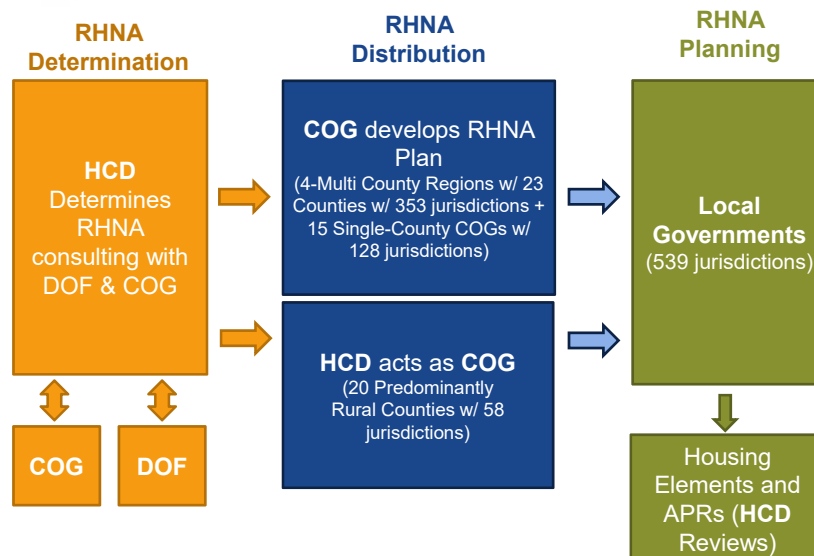 RHNA
Determination
HCD
Determines
RHNA
consulting with
DOF & COG
COG
DOF
RHNA
Distribution
COG develops RHNA
Plan
(4-Multi County Regions w/ 23
Counties w/ 353 jurisdictions +
15 Single-County COGs w/
128 jurisdictions)
HCD acts as COG
(20 Predominantly
Rural Counties w/ 58
jurisdictions)
RHNA
Planning
Local
Governments
(539 jurisdictions)
Housing
Elements and
APRs (HCD
Reviews)